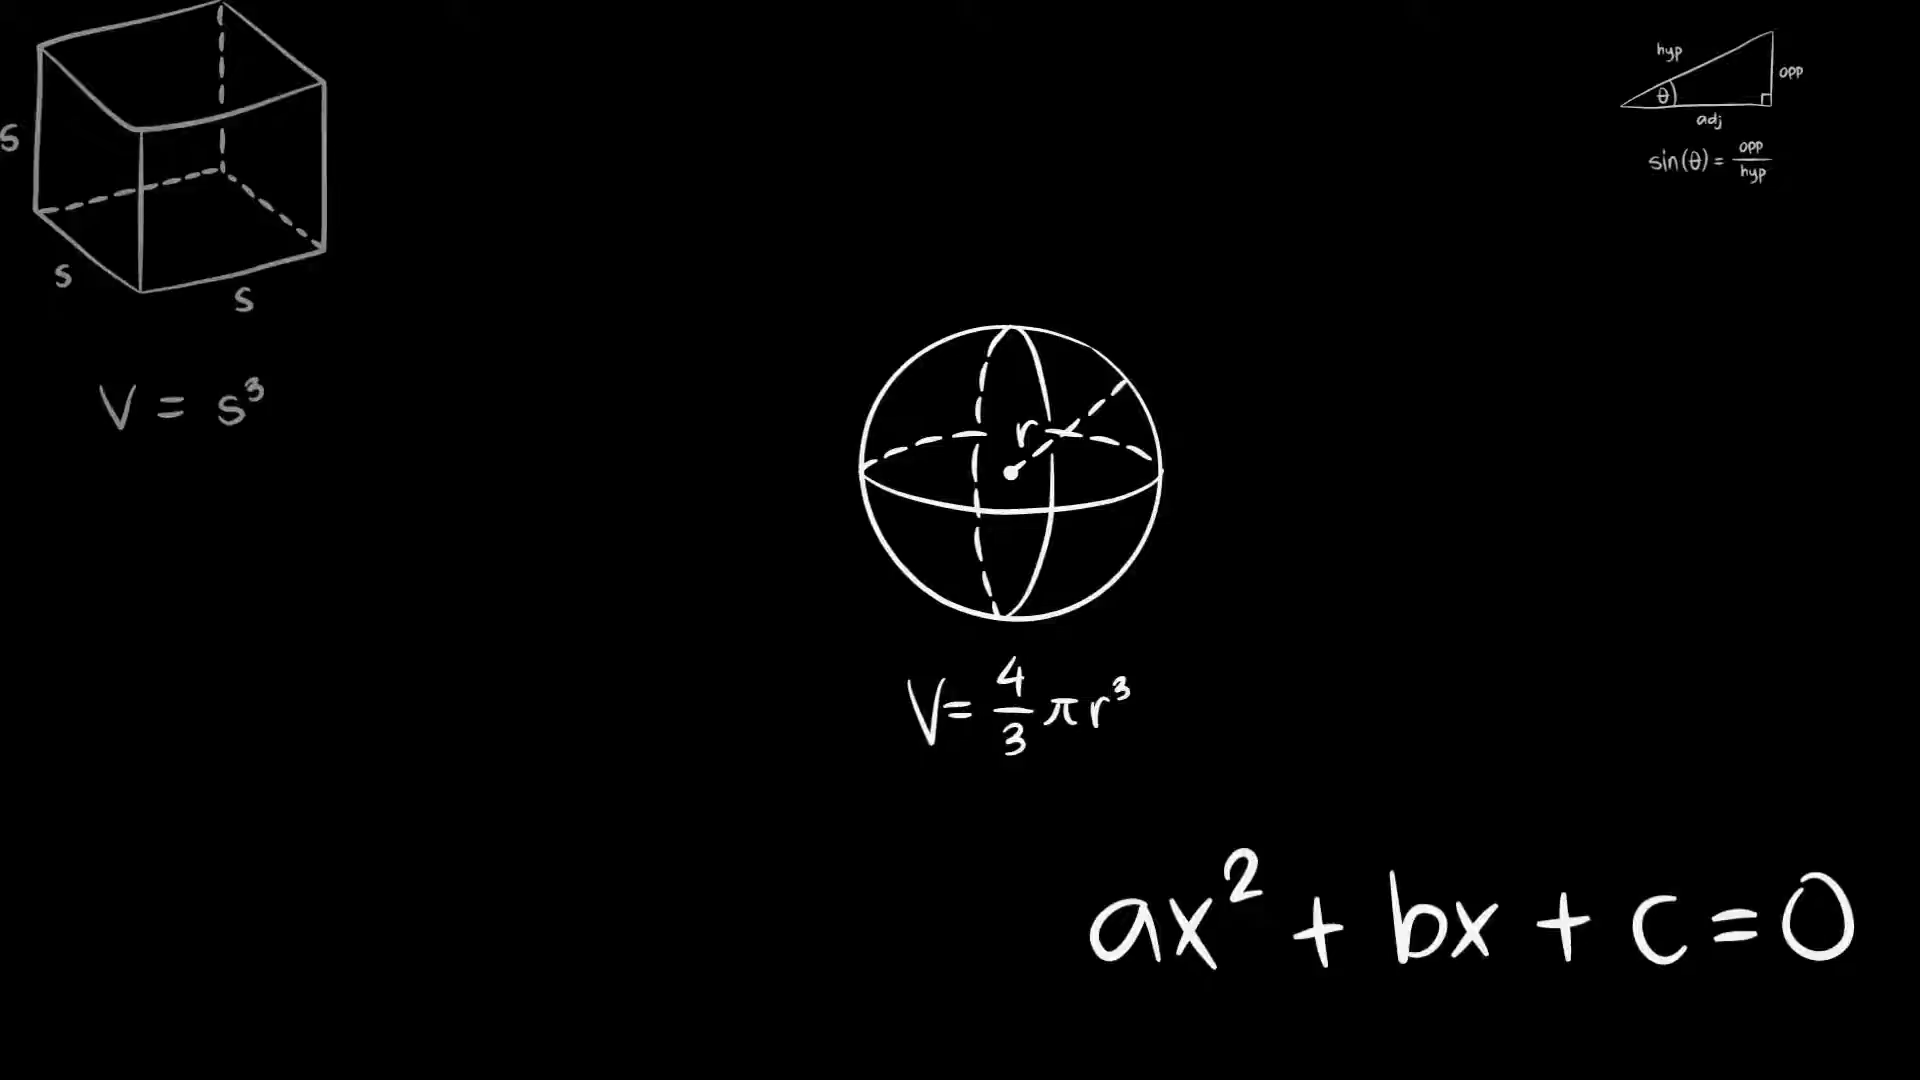 s
s
s
V = s³
hyp
opp
θ
adj
sin(θ) = opp/hyp
r
V = 4/3 πr³
ax² + bx + c = 0